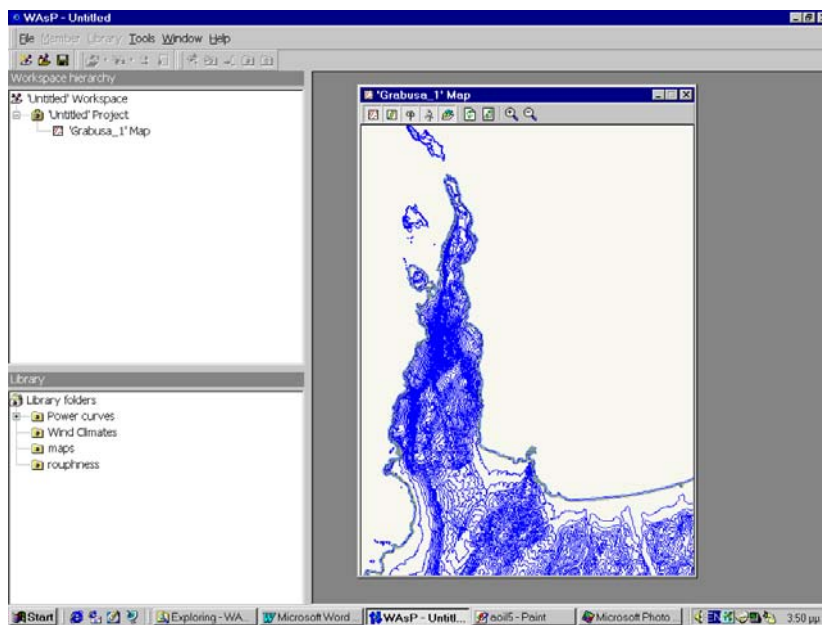 WAsP - Untitled
File Member Library Tools Window Help
Workspace hierarchy
'Untitled' Workspace
'Untitled' Project
'Grabusa_1' Map
Library
Library folders
Power curves
Wind Climates
maps
rouphness
'Grabusa_1' Map
Start
Exploring - WA...
Microsoft Word ...
WAsP - Untitl...
aoil5 - Paint
Microsoft Photo ...
3:50 μμ